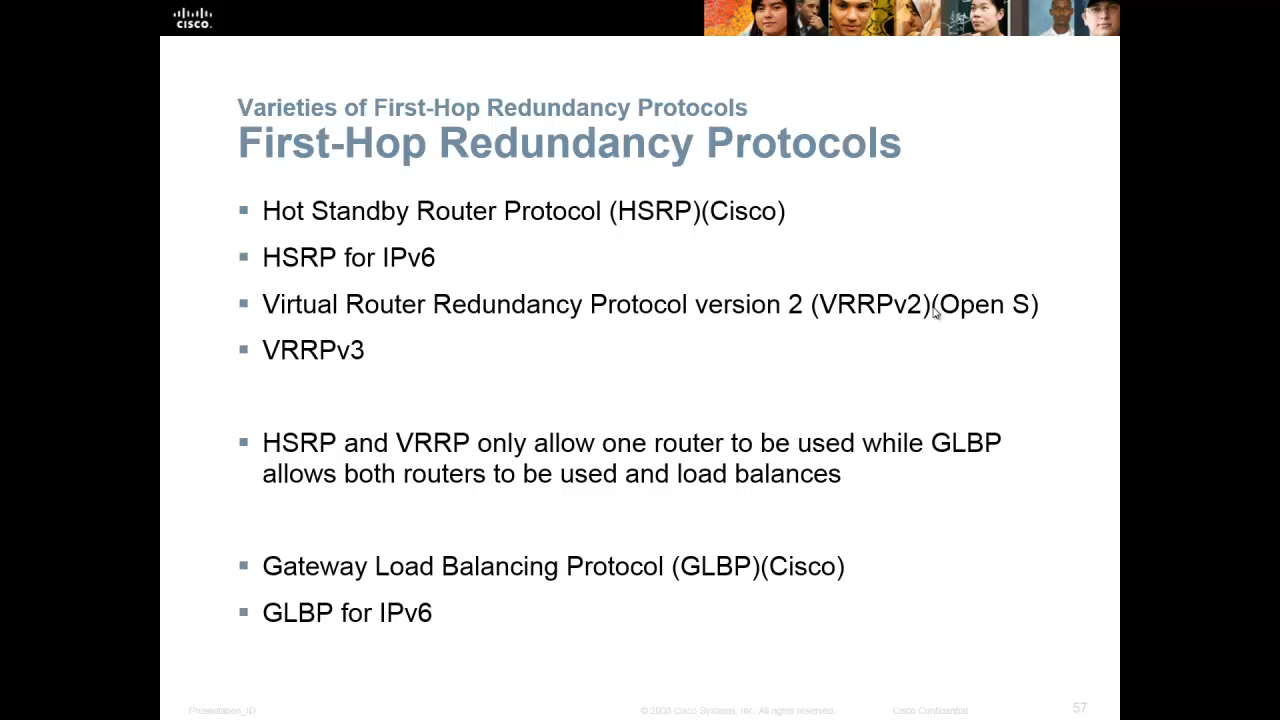 CISCO
Varieties of First-Hop Redundancy Protocols
First-Hop Redundancy Protocols
Hot Standby Router Protocol (HSRP)(Cisco)
HSRP for IPv6
Virtual Router Redundancy Protocol version 2 (VRRPv2)(Open S)
VRRPv3
HSRP and VRRP only allow one router to be used while GLBP
allows both routers to be used and load balances
Gateway Load Balancing Protocol (GLBP)(Cisco)
GLBP for IPv6
Presentation_ID
© 2008 Cisco Systems, Inc. All rights reserved.
Cisco Confidential
57